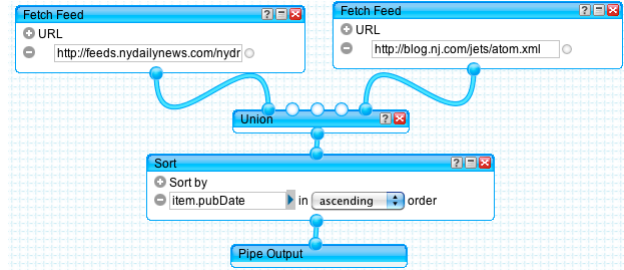 Fetch Feed
URL
http://feeds.nydailynews.com/nydr
Fetch Feed
URL
http://blog.nj.com/jets/atom.xml
Union
Sort
Sort by
item.pubDate in ascending order
Pipe Output